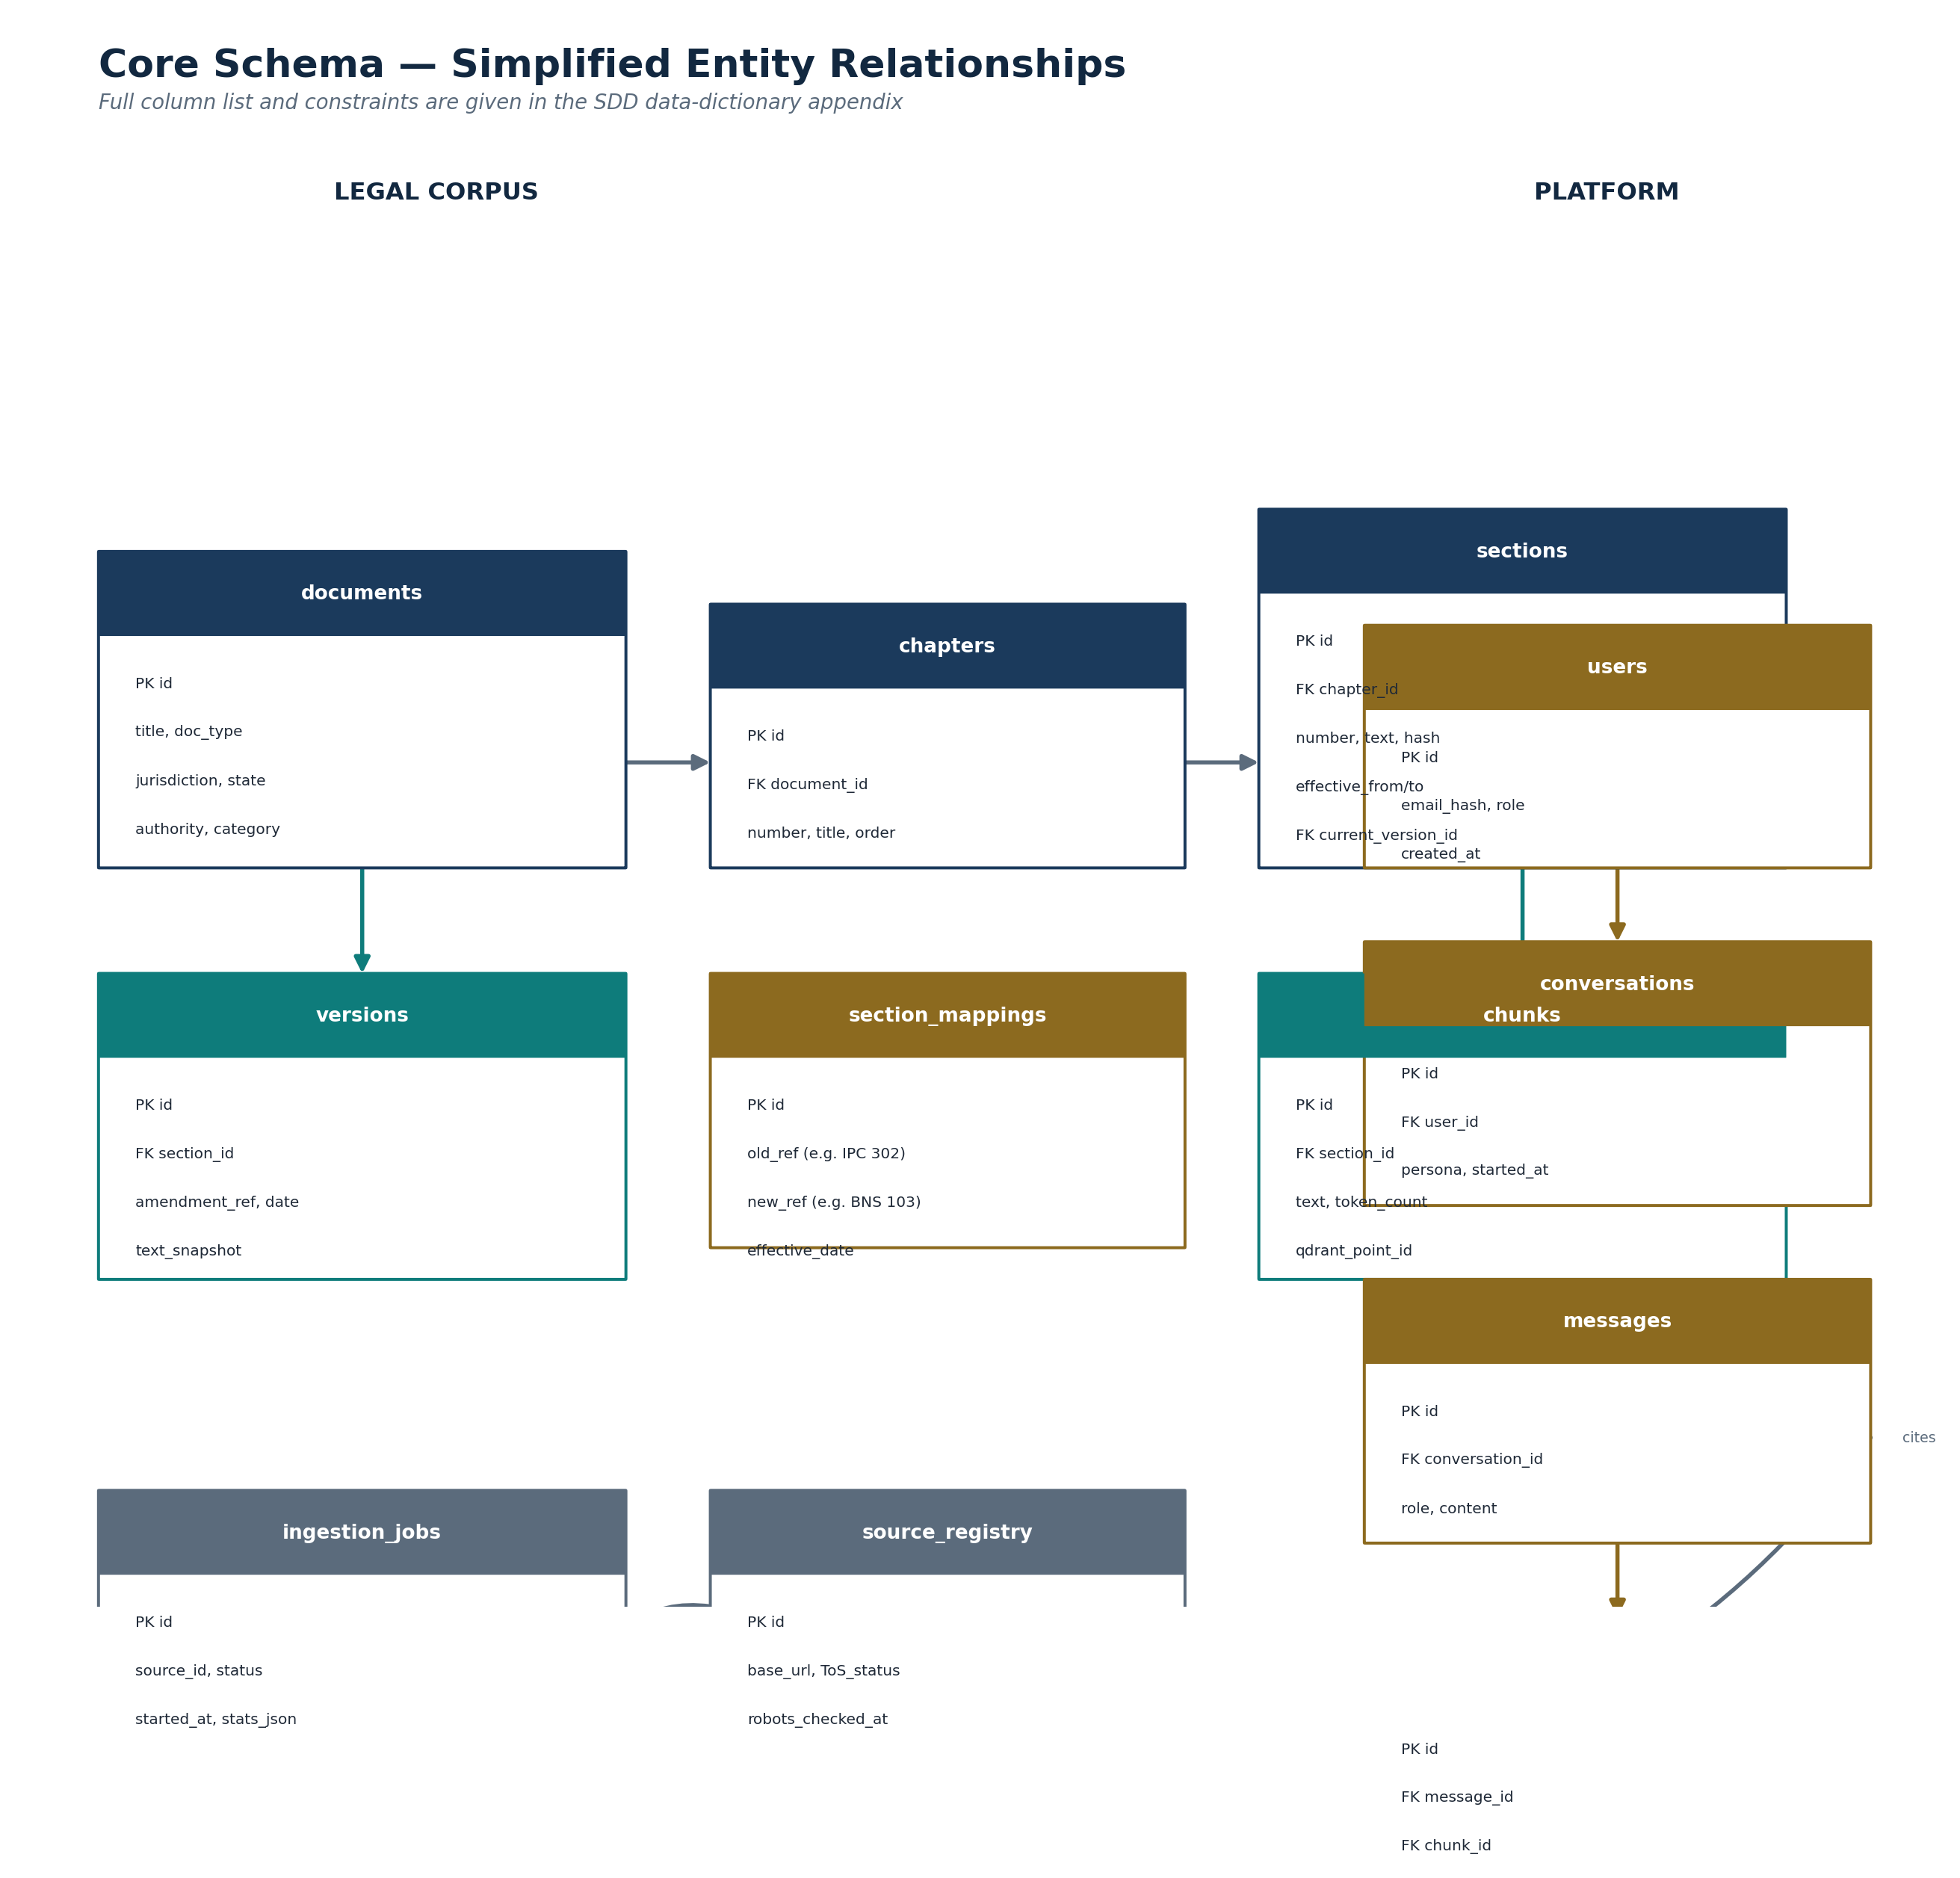 Core Schema — Simplified Entity Relationships
Full column list and constraints are given in the SDD data-dictionary appendix
LEGAL CORPUS
PLATFORM
documents
PK id
title, doc_type
jurisdiction, state
authority, category
chapters
PK id
FK document_id
number, title, order
sections
PK id
FK chapter_id
number, text, hash
effective_from/to
FK current_version_id
users
PK id
email_hash, role
created_at
versions
PK id
FK section_id
amendment_ref, date
text_snapshot
section_mappings
PK id
old_ref (e.g. IPC 302)
new_ref (e.g. BNS 103)
effective_date
chunks
PK id
FK section_id
text, token_count
qdrant_point_id
conversations
PK id
FK user_id
persona, started_at
messages
PK id
FK conversation_id
role, content
cites
ingestion_jobs
PK id
source_id, status
started_at, stats_json
source_registry
PK id
base_url, ToS_status
robots_checked_at
PK id
FK message_id
FK chunk_id